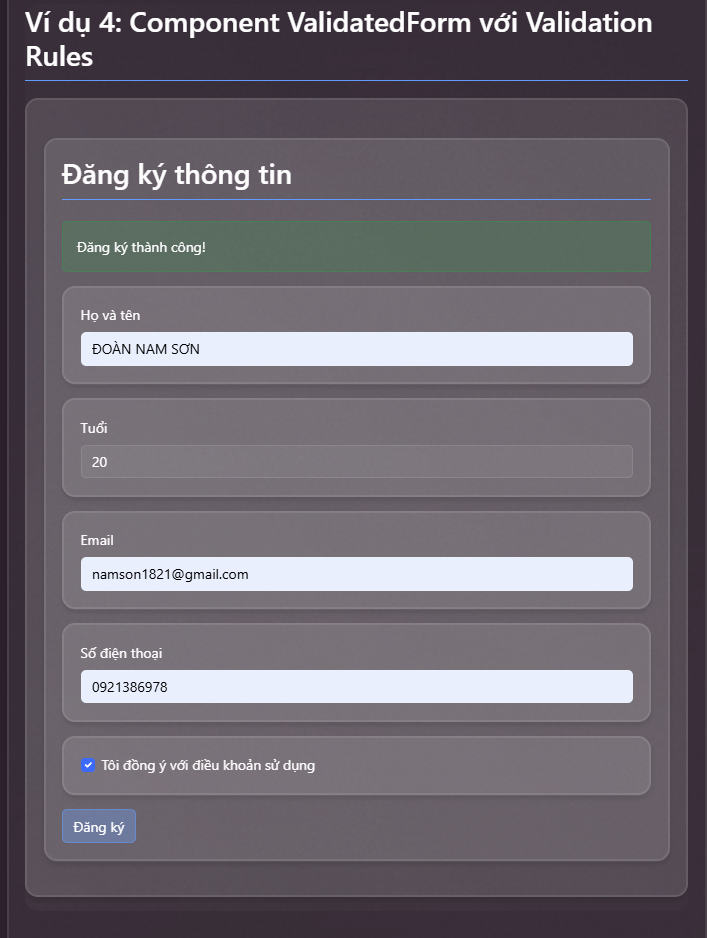 Ví dụ 4: Component ValidatedForm với Validation
Rules
Đăng ký thông tin
Đăng ký thành công!
Họ và tên
ĐOÀN NAM SƠN
Tuổi
20
Email
namson1821@gmail.com
Số điện thoại
0921386978
Tôi đồng ý với điều khoản sử dụng
Đăng ký